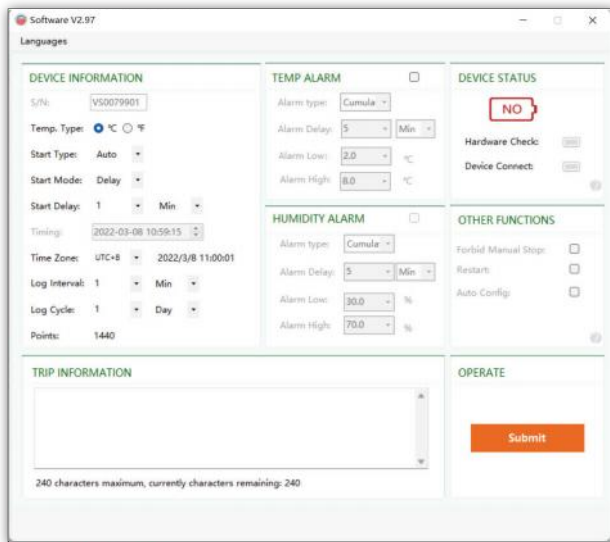 Software V2.97
Languages
DEVICE INFORMATION
S/N: VS0079901
Temp. Type: ℃ ℉
Start Type: Auto
Start Mode: Delay
Start Delay: 1 Min
Timing: 2022-03-08 10:59:15
Time Zone: UTC+8 2022/3/8 11:00:01
Log Interval: 1 Min
Log Cycle: 1 Day
Points: 1440
TEMP ALARM
Alarm type: Cumula
Alarm Delay: 5 Min
Alarm Low: 2.0 ℃
Alarm High: 8.0 ℃
HUMIDITY ALARM
Alarm type: Cumula
Alarm Delay: 5 Min
Alarm Low: 30.0 %
Alarm High: 70.0 %
DEVICE STATUS
NO
Hardware Check:
Device Connect:
OTHER FUNCTIONS
Forbid Manual Stop:
Restart:
Auto Config:
TRIP INFORMATION
240 characters maximum, currently characters remaining: 240
OPERATE
Submit